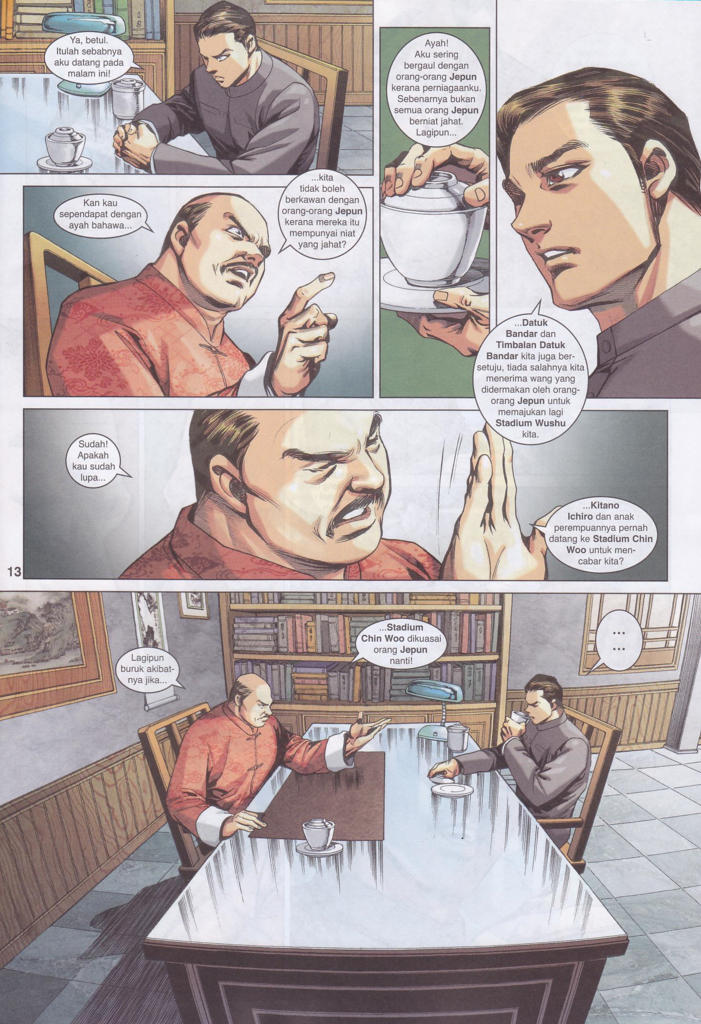 Ya, betul.
Itulah sebabnya
aku datang pada
malam ini!
Ayah!
Aku sering
bergaul dengan
orang-orang Jepun
kerana perniagaanku.
Sebenarnya bukan
semua orang Jepun
berniat jahat.
Lagipun...
Kan kau
sependapat dengan
ayah bahawa...
...kita
tidak boleh
berkawan dengan
orang-orang Jepun
kerana mereka itu
mempunyai niat
yang jahat?
...Datuk
Bandar dan
Timbalan Datuk
Bandar kita juga ber-
setuju, tiada salahnya kita
menerima wang yang
didermakan oleh orang-
orang Jepun untuk
memajukan lagi
Stadium Wushu
kita.
Sudah!
Apakah
kau sudah
lupa...
...Kitano
Ichiro dan anak
perempuannya pernah
datang ke Stadium Chin
Woo untuk men-
cabar kita?
13
Lagipun
buruk akibat-
nya jika...
...Stadium
Chin Woo dikuasai
orang Jepun
nanti!
...
...